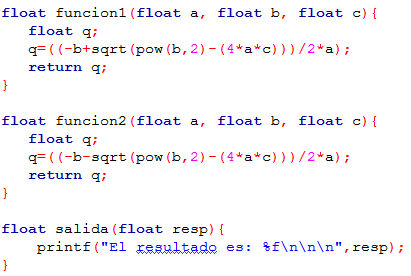 float funcion1(float a, float b, float c){
float q;
q=((-b+sqrt(pow(b,2)-(4*a*c)))/2*a);
return q;
}
float funcion2(float a, float b, float c){
float q;
q=((-b-sqrt(pow(b,2)-(4*a*c)))/2*a);
return q;
}
float salida(float resp){
printf("El resultado es: %f\n\n\n",resp);
}